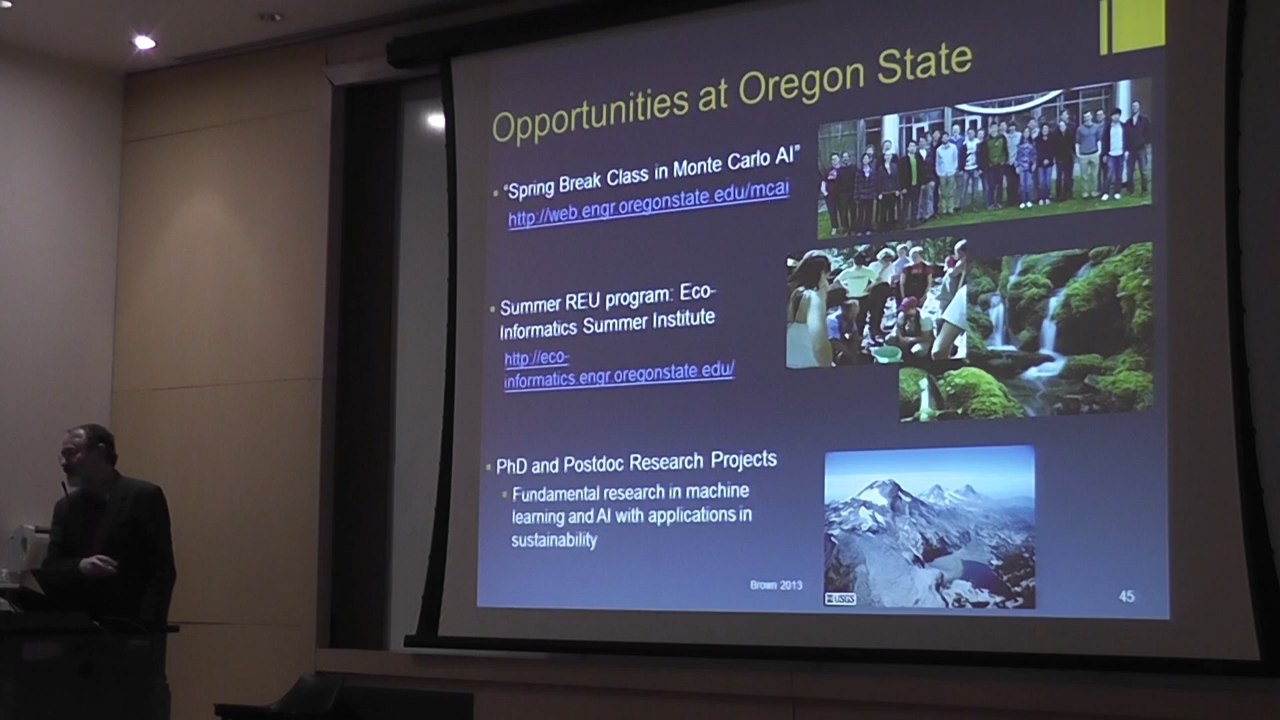 Opportunities at Oregon State
"Spring Break Class in Monte Carlo AI"
http://web.engr.oregonstate.edu/mcai
Summer REU program: Eco-
Informatics Summer Institute
http://eco-
informatics.engr.oregonstate.edu/
PhD and Postdoc Research Projects
Fundamental research in machine
learning and AI with applications in
sustainability
Brown 2013
USGS
45